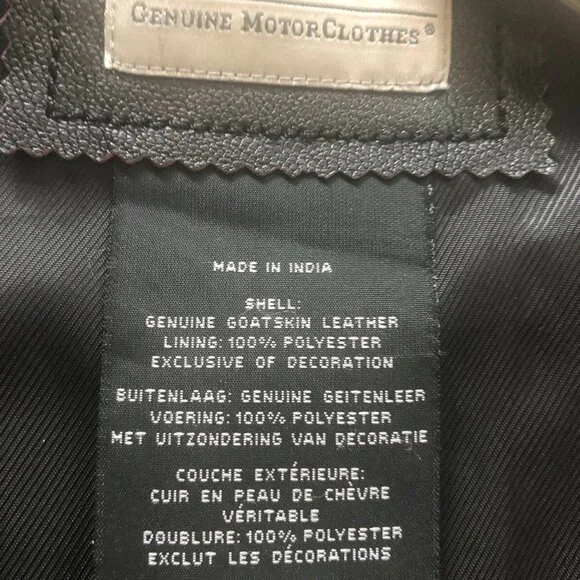 GENUINE MOTORCLOTHES®
MADE IN INDIA
SHELL:
GENUINE GOATSKIN LEATHER
LINING: 100% POLYESTER
EXCLUSIVE OF DECORATION
BUITENLAAG: GENUINE GEITENLEER
VOERING: 100% POLYESTER
MET UITZONDERING VAN DECORATIE
COUCHE EXTÉRIEURE:
CUIR EN PEAU DE CHÈVRE
VÉRITABLE
DOUBLURE: 100% POLYESTER
EXCLUT LES DÉCORATIONS